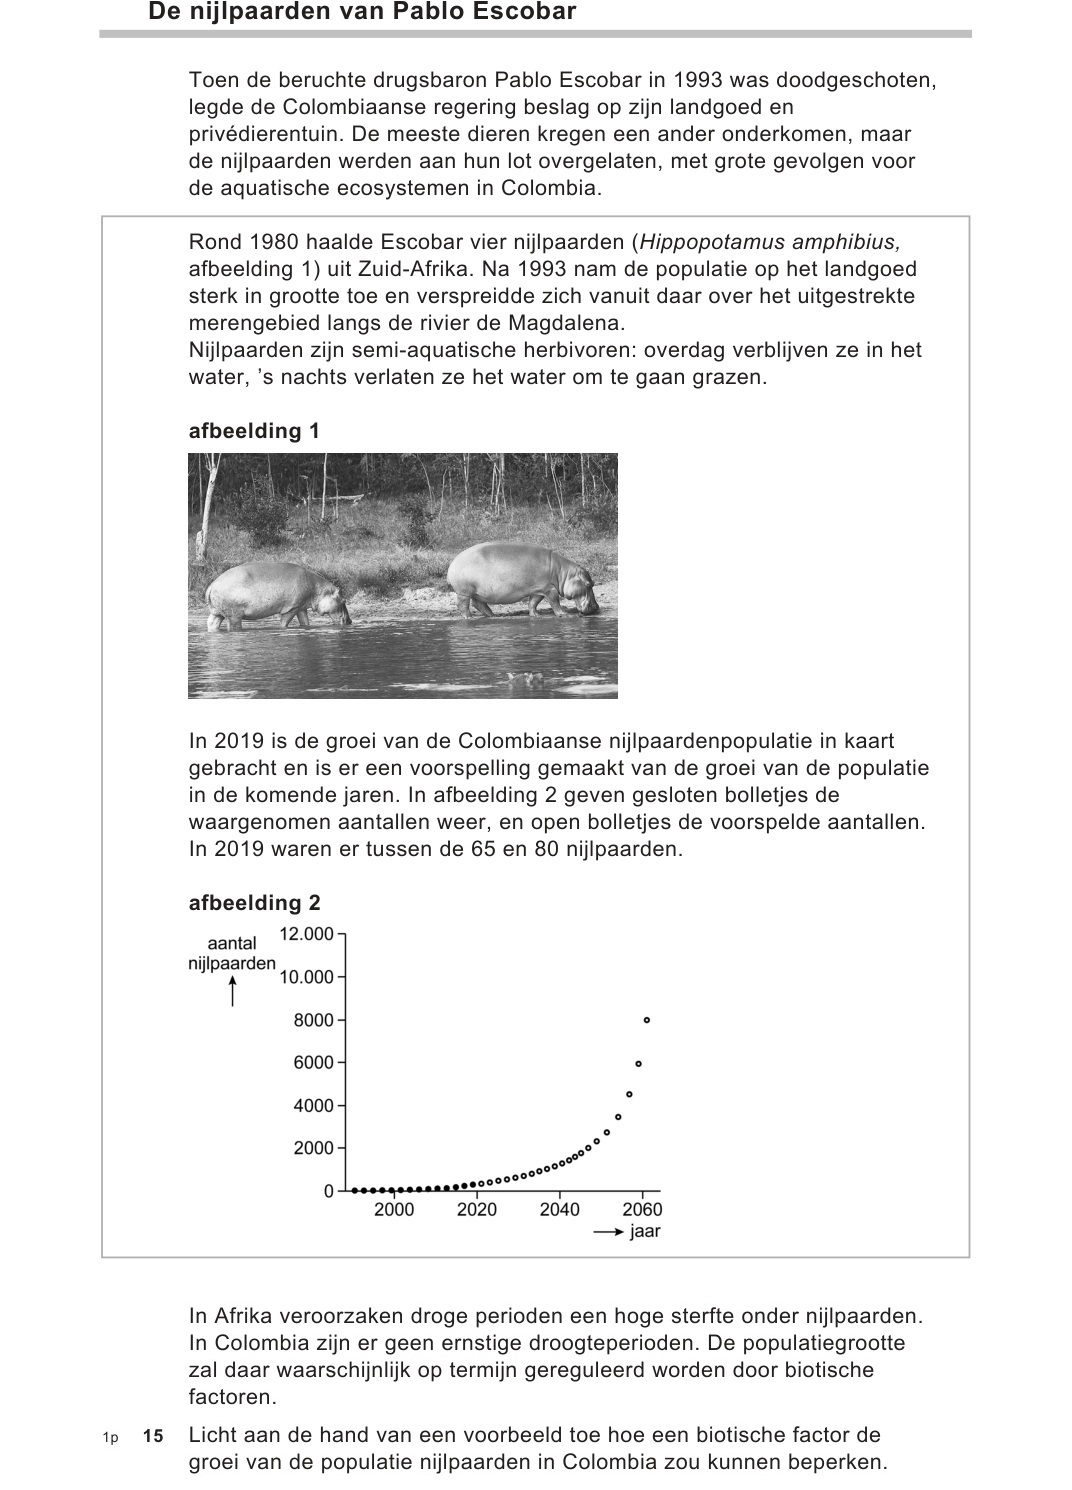 De nijlpaarden van Pablo Escobar
Toen de beruchte drugsbaron Pablo Escobar in 1993 was doodgeschoten,
legde de Colombiaanse regering beslag op zijn landgoed en
privédierentuin. De meeste dieren kregen een ander onderkomen, maar
de nijlpaarden werden aan hun lot overgelaten, met grote gevolgen voor
de aquatische ecosystemen in Colombia.
Rond 1980 haalde Escobar vier nijlpaarden (Hippopotamus amphibius,
afbeelding 1) uit Zuid-Afrika. Na 1993 nam de populatie op het landgoed
sterk in grootte toe en verspreidde zich vanuit daar over het uitgestrekte
merengebied langs de rivier de Magdalena.
Nijlpaarden zijn semi-aquatische herbivoren: overdag verblijven ze in het
water, ’s nachts verlaten ze het water om te gaan grazen.
afbeelding 1
In 2019 is de groei van de Colombiaanse nijlpaardenpopulatie in kaart
gebracht en is er een voorspelling gemaakt van de groei van de populatie
in de komende jaren. In afbeelding 2 geven gesloten bolletjes de
waargenomen aantallen weer, en open bolletjes de voorspelde aantallen.
In 2019 waren er tussen de 65 en 80 nijlpaarden.
afbeelding 2
aantal
nijlpaarden
12.000
10.000
8000
6000
4000
2000
0
2000 2020 2040 2060
jaar
In Afrika veroorzaken droge perioden een hoge sterfte onder nijlpaarden.
In Colombia zijn er geen ernstige droogteperioden. De populatiegrootte
zal daar waarschijnlijk op termijn gereguleerd worden door biotische
factoren.
1p 15 Licht aan de hand van een voorbeeld toe hoe een biotische factor de
groei van de populatie nijlpaarden in Colombia zou kunnen beperken.